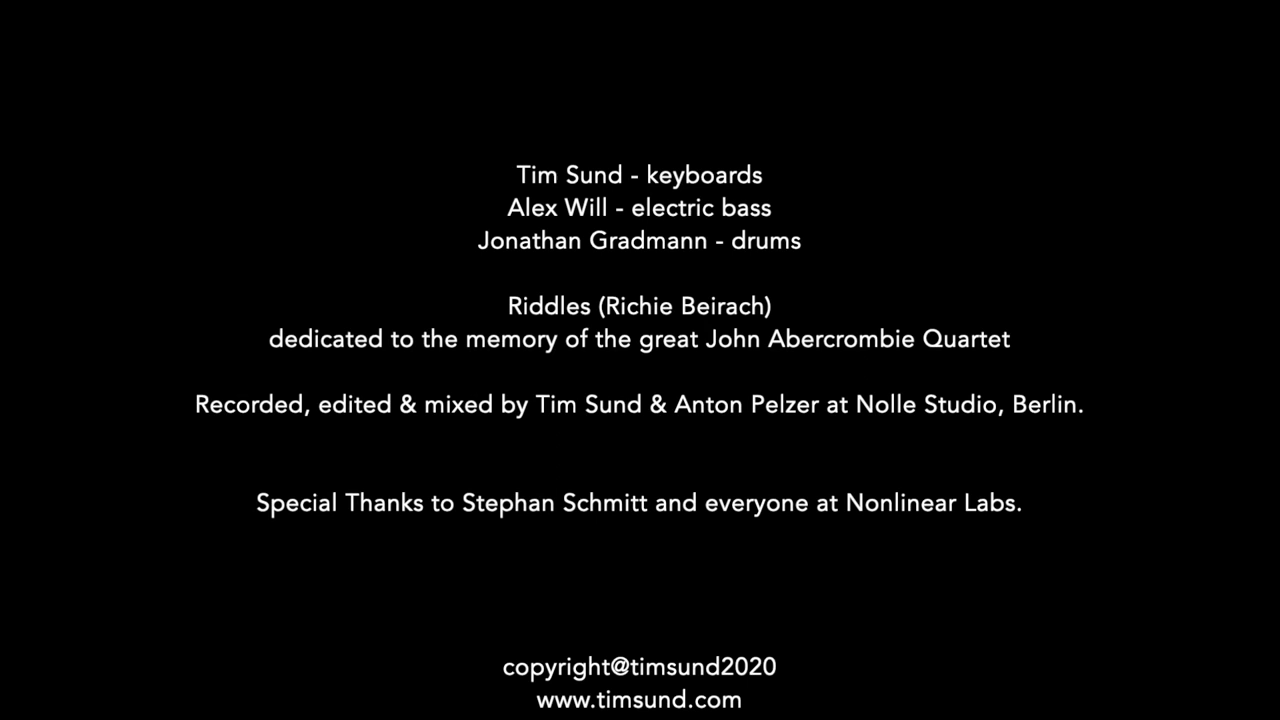 Tim Sund - keyboards
Alex Will - electric bass
Jonathan Gradmann - drums
Riddles (Richie Beirach)
dedicated to the memory of the great John Abercrombie Quartet
Recorded, edited & mixed by Tim Sund & Anton Pelzer at Nolle Studio, Berlin.
Special Thanks to Stephan Schmitt and everyone at Nonlinear Labs.
copyright@timsund2020
www.timsund.com